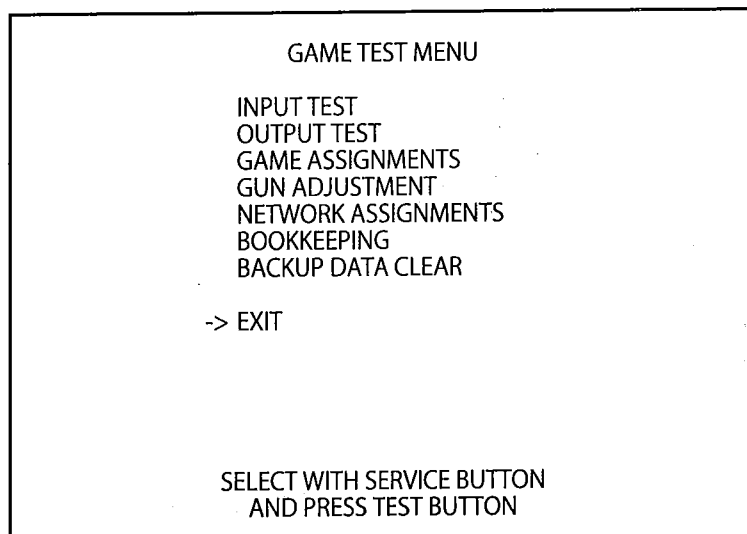 GAME TEST MENU
INPUT TEST
OUTPUT TEST
GAME ASSIGNMENTS
GUN ADJUSTMENT
NETWORK ASSIGNMENTS
BOOKKEEPING
BACKUP DATA CLEAR
-> EXIT
SELECT WITH SERVICE BUTTON
AND PRESS TEST BUTTON